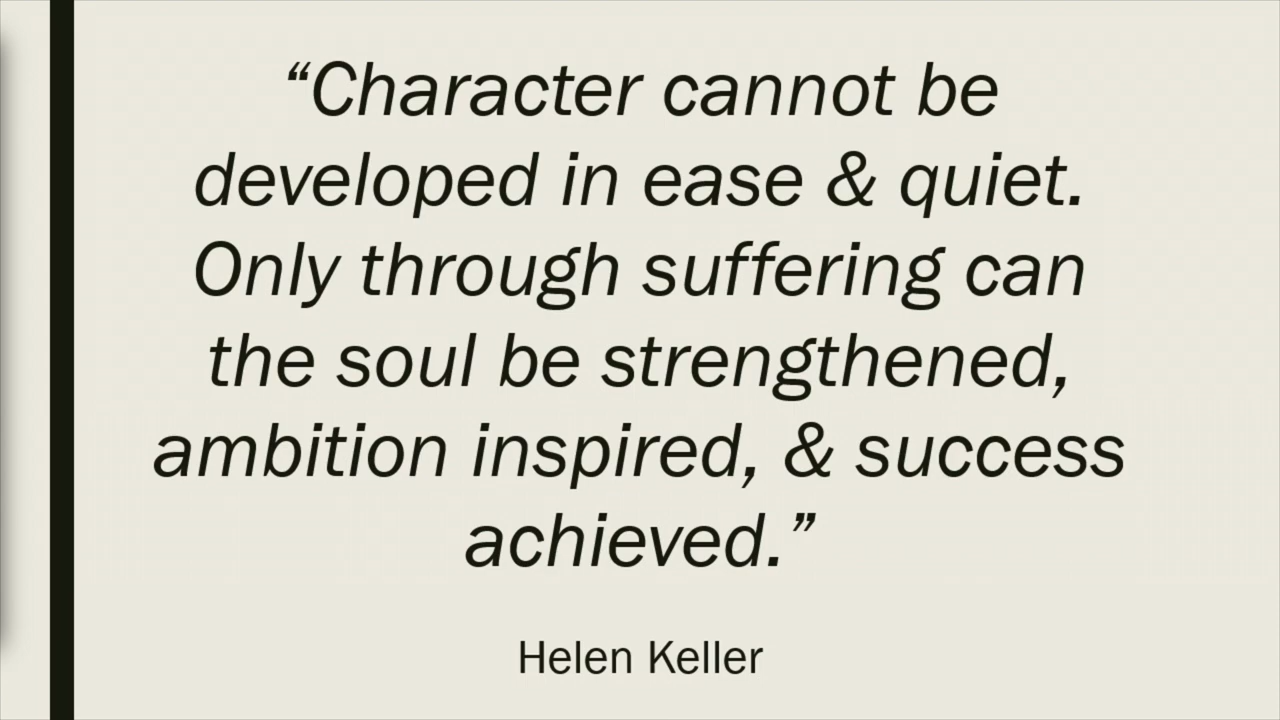 “Character cannot be
developed in ease & quiet.
Only through suffering can
the soul be strengthened,
ambition inspired, & success
achieved.”
Helen Keller